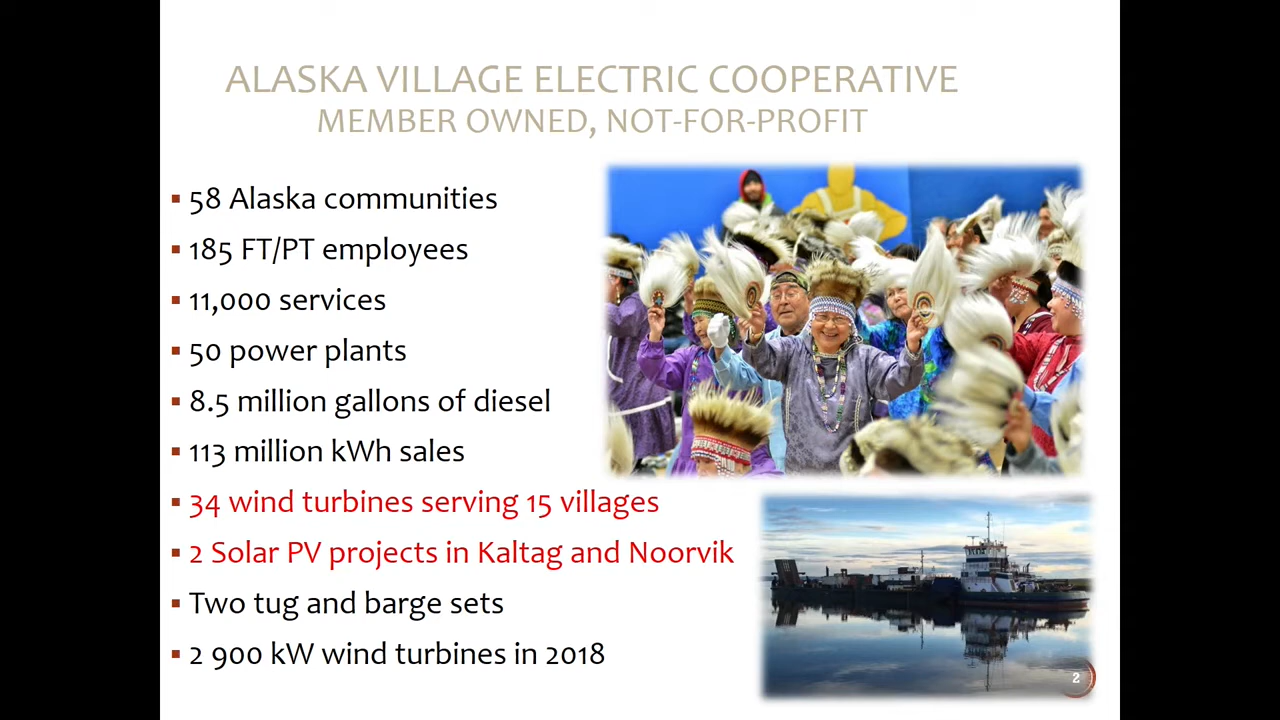 ALASKA VILLAGE ELECTRIC COOPERATIVE
MEMBER OWNED, NOT-FOR-PROFIT
▪ 58 Alaska communities
▪ 185 FT/PT employees
▪ 11,000 services
▪ 50 power plants
▪ 8.5 million gallons of diesel
▪ 113 million kWh sales
▪ 34 wind turbines serving 15 villages
▪ 2 Solar PV projects in Kaltag and Noorvik
▪ Two tug and barge sets
▪ 2 900 kW wind turbines in 2018
2